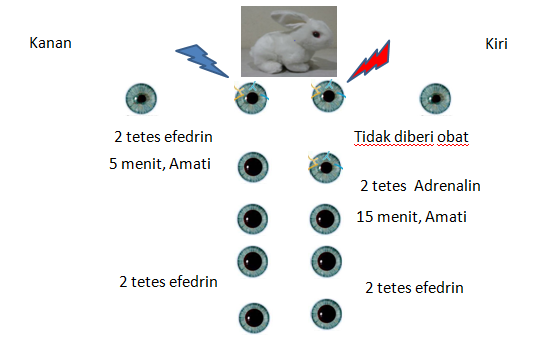 Kanan
Kiri
2 tetes efedrin
Tidak diberi obat
5 menit, Amati
2 tetes  Adrenalin
15 menit, Amati
2 tetes efedrin
2 tetes efedrin